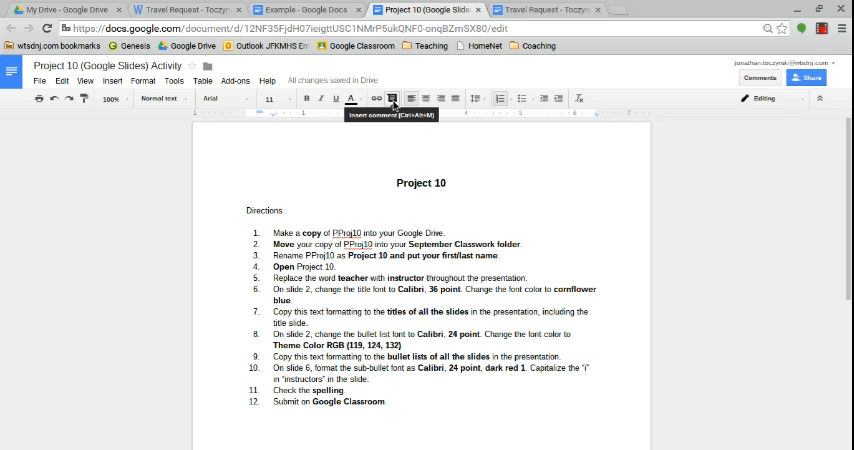 My Drive - Google Drive × Travel Request - Toczyn × Example - Google Docs × Project 10 (Google Slides × Travel Request - Toczyn ×
https://docs.google.com/document/d/12NF35FjdH07ieigttUSC1NMrP5ukQNF0-onqBZmSX80/edit
wtsdnj.com bookmarks Genesis Google Drive Outlook JFKMHS Em Google Classroom Teaching HomeNet Coaching
Project 10 (Google Slides) Activity
jonathan.toczynski@wtsdnj.com
File Edit View Insert Format Tools Table Add-ons Help All changes saved in Drive
Comments Share
100% Normal text Arial 11 B I U A Editing
Insert comment (Ctrl+Alt+M)
1 1 4 5 6 7
Project 10
Directions
1. Make a copy of PProj10 into your Google Drive.
2. Move your copy of PProj10 into your September Classwork folder.
3. Rename PProj10 as Project 10 and put your first/last name.
4. Open Project 10.
5. Replace the word teacher with instructor throughout the presentation.
6. On slide 2, change the title font to Calibri, 36 point. Change the font color to cornflower
blue.
7. Copy this text formatting to the titles of all the slides in the presentation, including the
title slide.
8. On slide 2, change the bullet list font to Calibri, 24 point. Change the font color to
Theme Color RGB (119, 124, 132).
9. Copy this text formatting to the bullet lists of all the slides in the presentation.
10. On slide 6, format the sub-bullet font as Calibri, 24 point, dark red 1. Capitalize the "i"
in "instructors" in the slide.
11. Check the spelling.
12. Submit on Google Classroom.